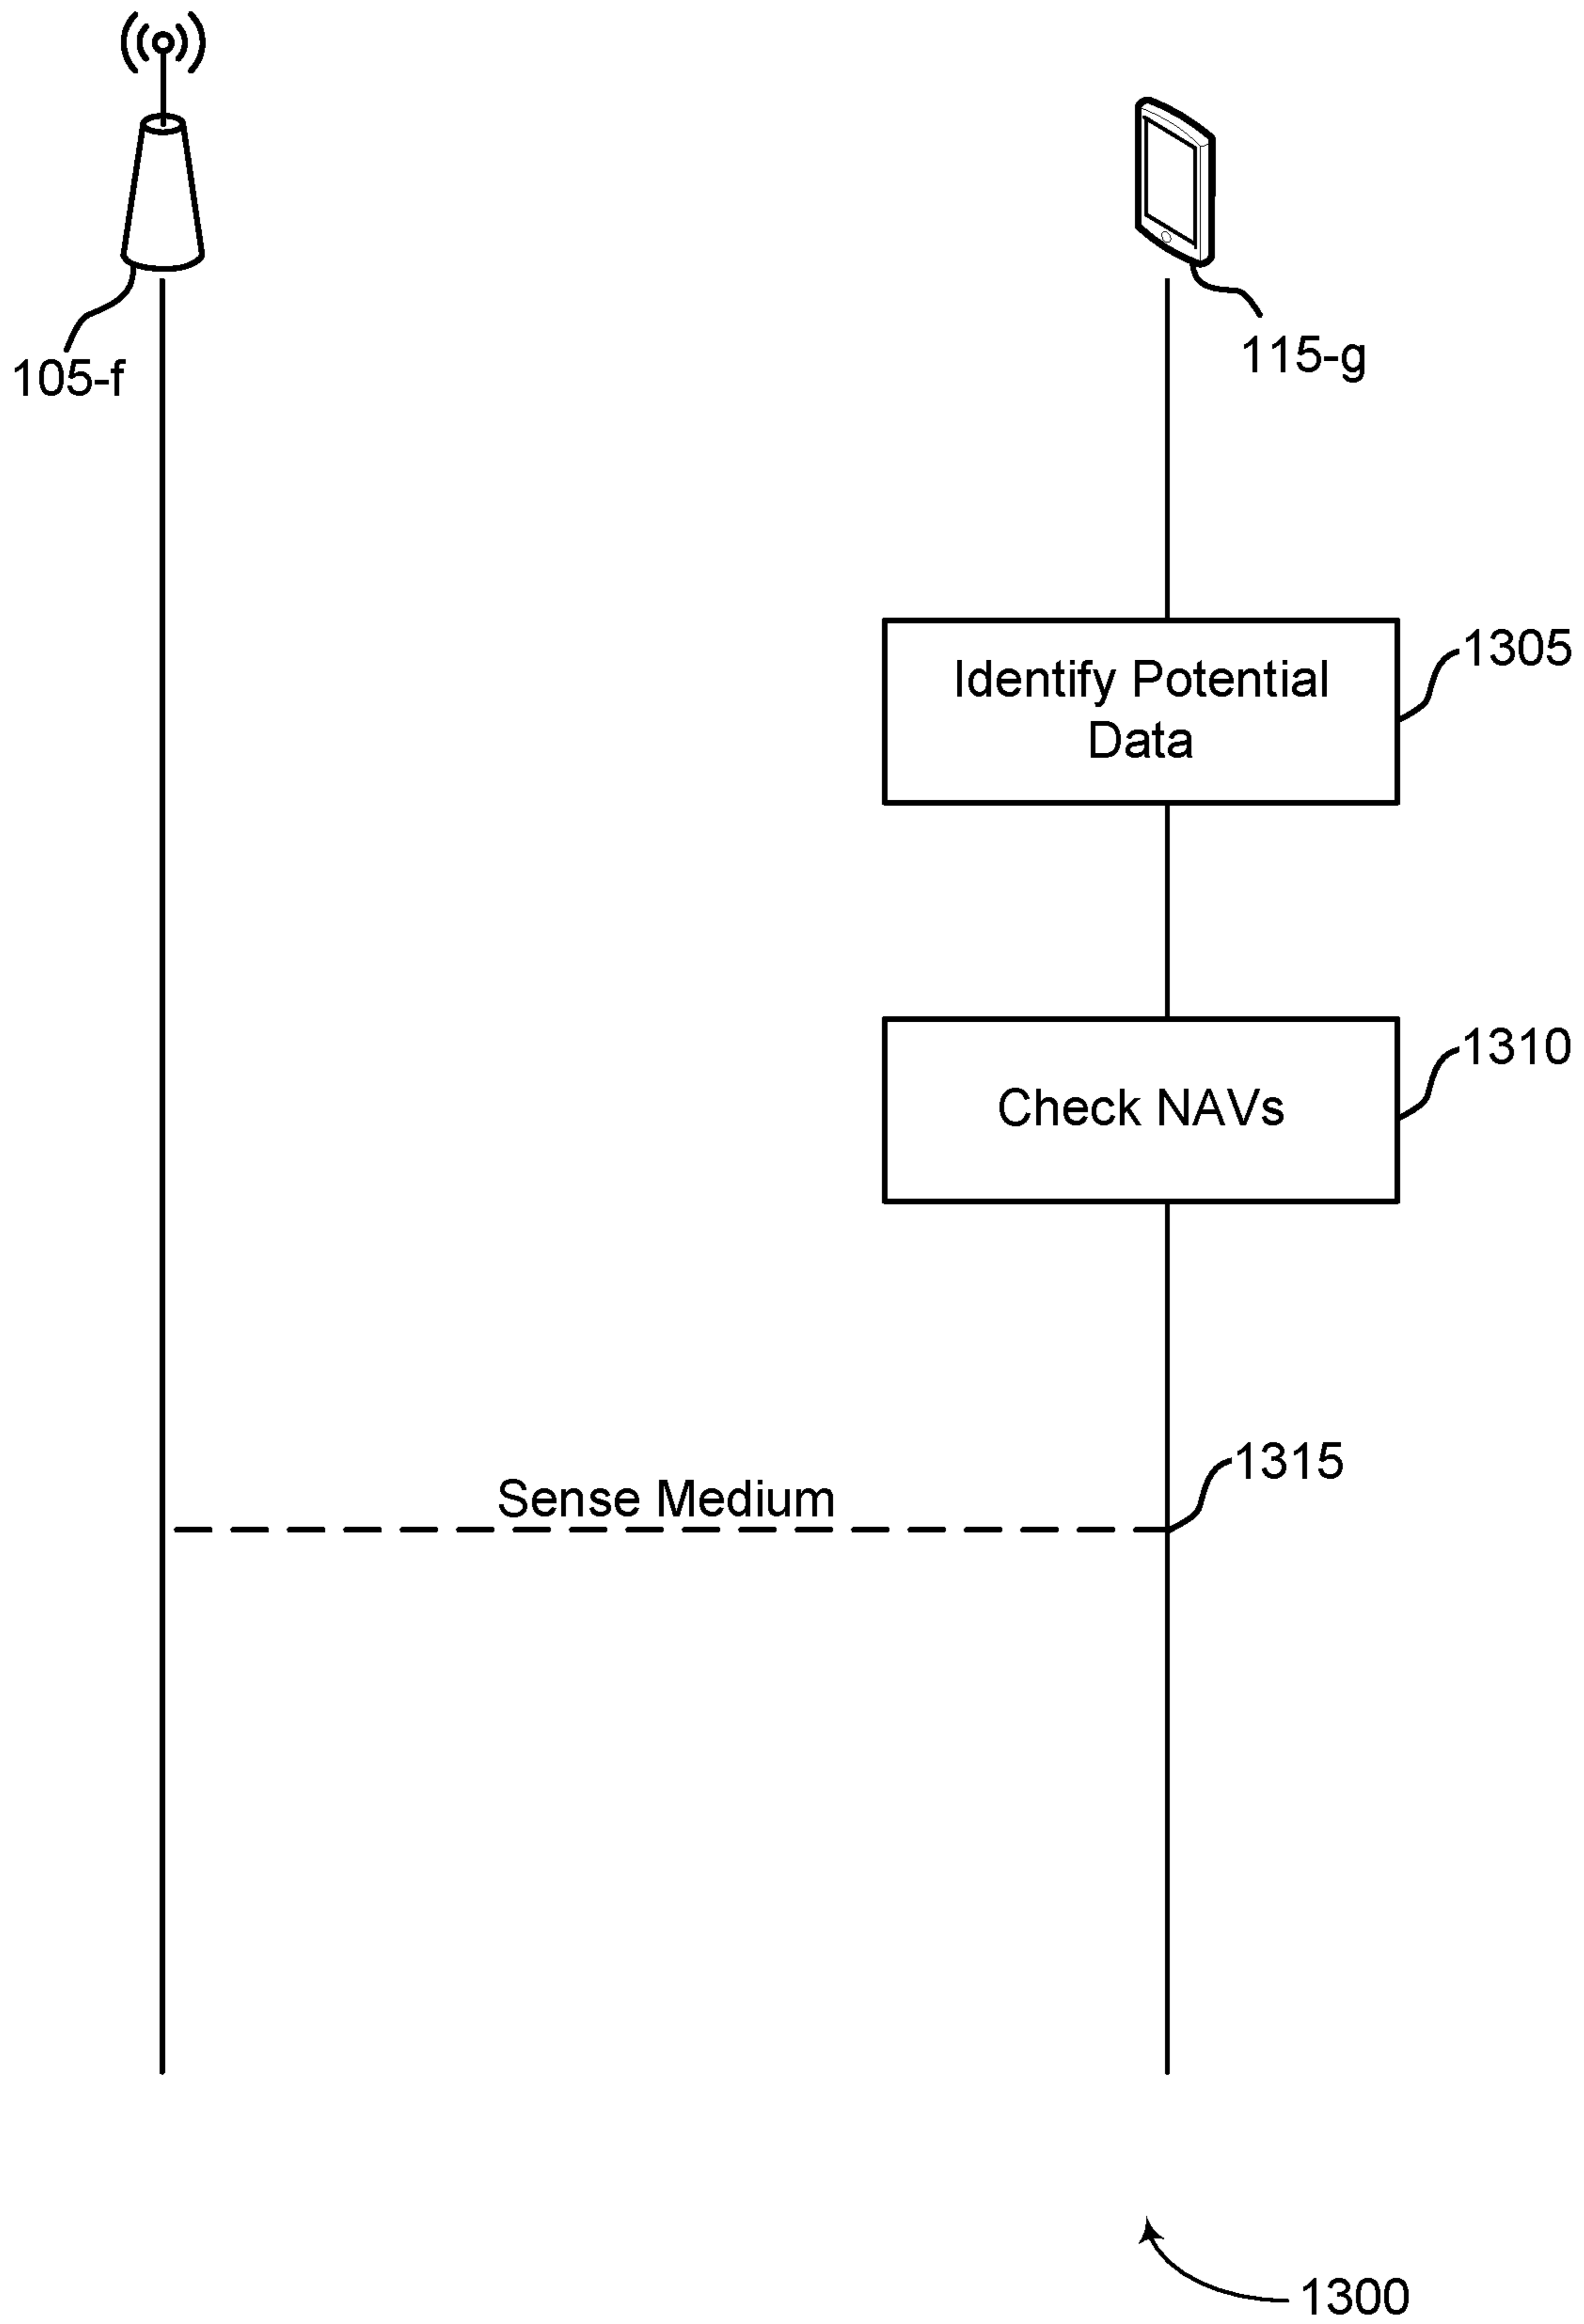 105-f
115-g
1305
Identify Potential
Data
1310
Check NAVs
1315
Sense Medium
1300